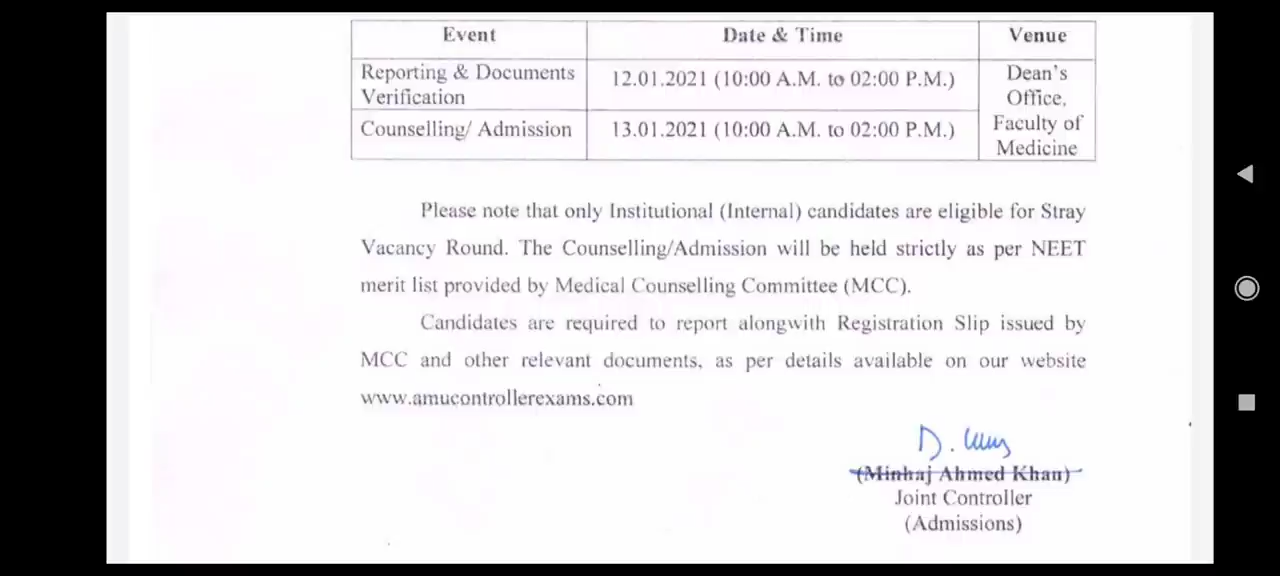 Event Date & Time Venue
Reporting & Documents Verification 12.01.2021 (10:00 A.M. to 02:00 P.M.) Dean's Office, Faculty of Medicine
Counselling/ Admission 13.01.2021 (10:00 A.M. to 02:00 P.M.)
Please note that only Institutional (Internal) candidates are eligible for Stray
Vacancy Round. The Counselling/Admission will be held strictly as per NEET
merit list provided by Medical Counselling Committee (MCC).
Candidates are required to report alongwith Registration Slip issued by
MCC and other relevant documents, as per details available on our website
www.amucontrollerexams.com
(Minhaj Ahmed Khan)
Joint Controller
(Admissions)